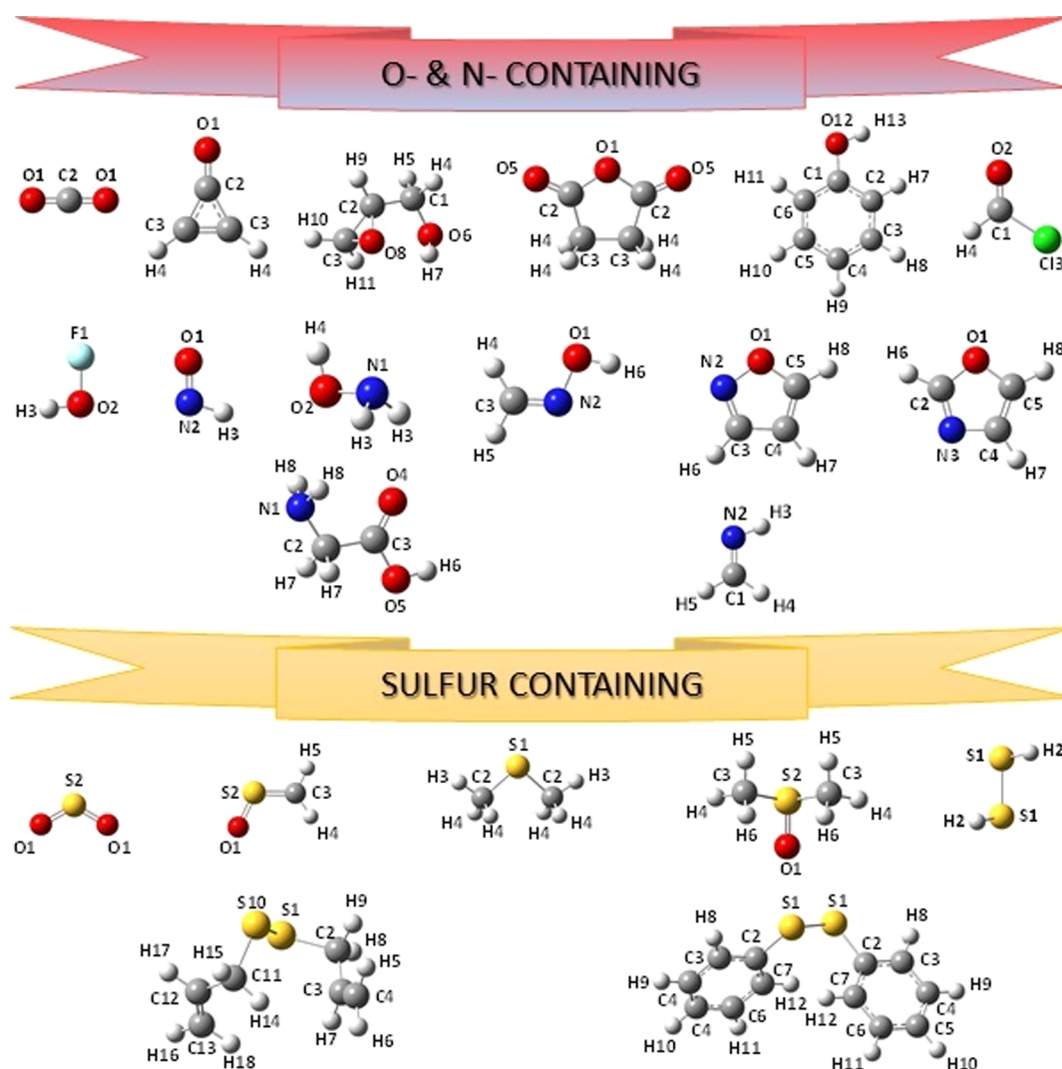 O- & N- CONTAINING
O1 C2 O1
O1
C2
C3 C3
H4 H4
H9 H5 H4
C2 C1
H10
C3 O8 O6
H11 H7
O1
O5 O5
C2 C2
H4 H4
H4 C3 C3 H4
O12 H13
C1 C2
H11 H7
C6 C3
C5
H10 C4 H8
H9
O2
C1
H4
Cl3
F1
H3 O2
O1
N2 H3
H4
N1
O2
H3 H3
O1
H4
H6
C3 N2
H5
O1
N2 C5 H8
C3 C4
H6 H7
O1
H6 H8
C2 C5
N3 C4
H7
H8 H8 O4
N1
C2 C3
H6
H7 H7
O5
N2 H3
H5 C1 H4
SULFUR CONTAINING
S2
O1 O1
H5
S2 C3
H4
O1
S1
H3 C2 C2 H3
H4 H4 H4 H4
H5 H5
C3 S2 C3
H4 H4
H6 H6
O1
S1 H2
H2 S1
S10 S1
H9
H17 H15 C2 H8
H5
C12 C11
C3 C4
H14
H16 C13 H18
H7 H6
S1 S1
H8 H8
C2 C2
C3 C3
C7 C7
H9 H9
C4 H12 H12 C4
C4 C6 C6 C5
H10 H11 H11 H10